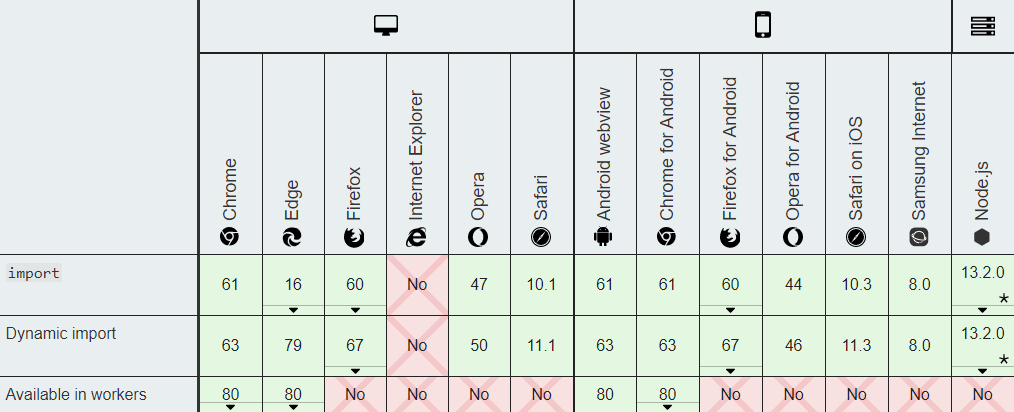 Chrome
Edge
Firefox
Internet Explorer
Opera
Safari
Android webview
Chrome for Android
Firefox for Android
Opera for Android
Safari on iOS
Samsung Internet
Node.js
import 61 16 60 No 47 10.1 61 61 60 44 10.3 8.0 13.2.0 *
Dynamic import 63 79 67 No 50 11.1 63 63 67 46 11.3 8.0 13.2.0 *
Available in workers 80 80 No No No No 80 80 No No No No No